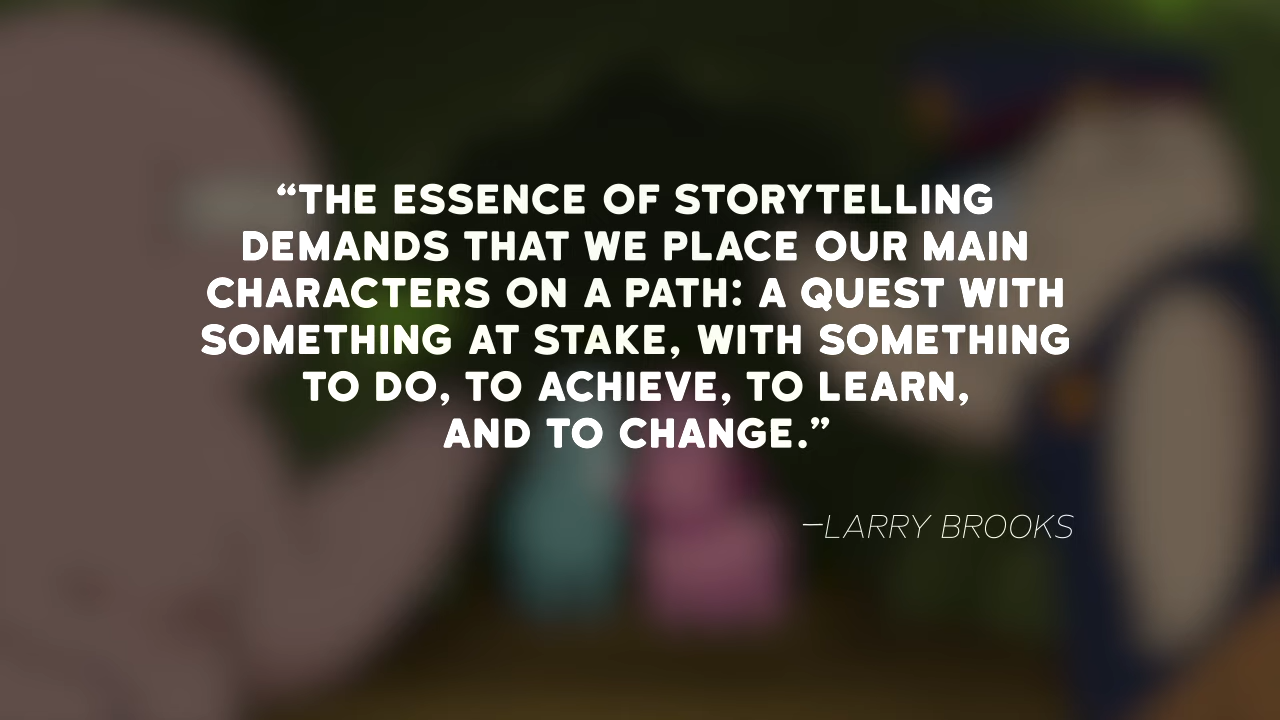 “THE ESSENCE OF STORYTELLING
DEMANDS THAT WE PLACE OUR MAIN
CHARACTERS ON A PATH: A QUEST WITH
SOMETHING AT STAKE, WITH SOMETHING
TO DO, TO ACHIEVE, TO LEARN,
AND TO CHANGE.”
—LARRY BROOKS